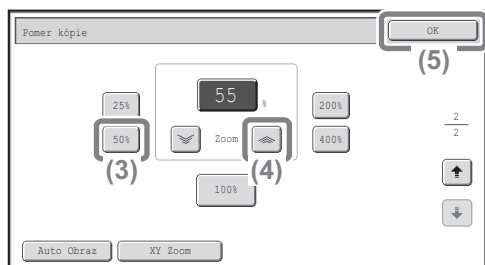 Pomer kópie OK
(5)
55 %
25% 200%
50% Zoom 400%
(3) (4)
100%
2
2
Auto Obraz XY Zoom